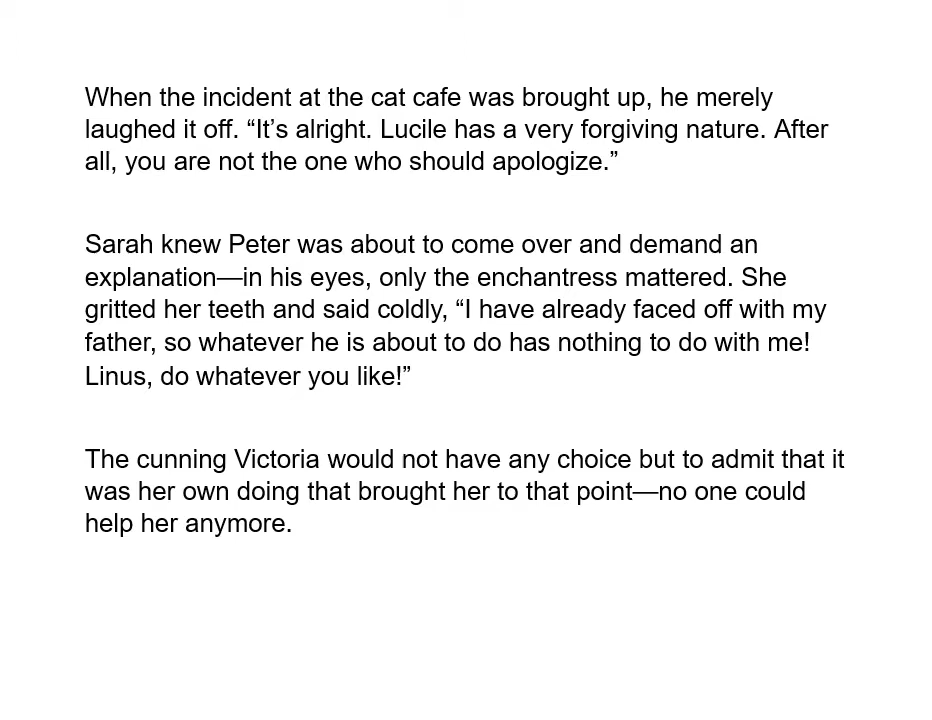 When the incident at the cat cafe was brought up, he merely
laughed it off. “It’s alright. Lucile has a very forgiving nature. After
all, you are not the one who should apologize.”
Sarah knew Peter was about to come over and demand an
explanation—in his eyes, only the enchantress mattered. She
gritted her teeth and said coldly, “I have already faced off with my
father, so whatever he is about to do has nothing to do with me!
Linus, do whatever you like!”
The cunning Victoria would not have any choice but to admit that it
was her own doing that brought her to that point—no one could
help her anymore.